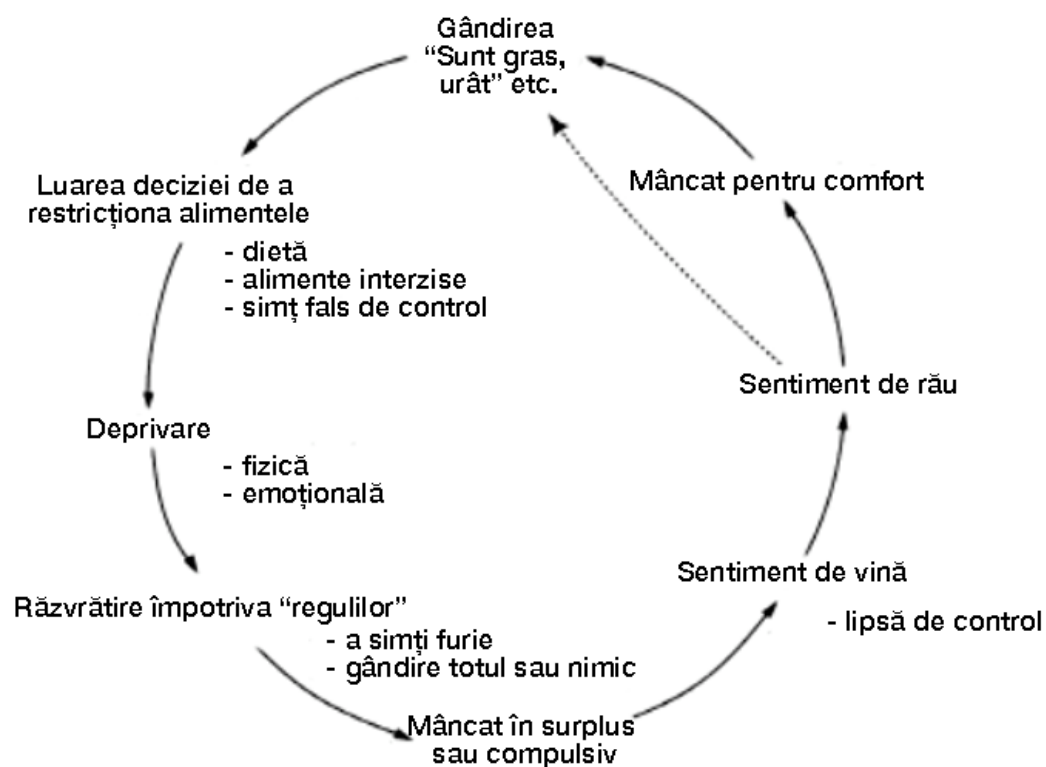 Gândirea
“Sunt gras,
urât” etc.
Luarea deciziei de a
restricționa alimentele
- dietă
- alimente interzise
- simț fals de control
Deprivare
- fizică
- emoțională
Răzvrătire împotriva “regulilor”
- a simți furie
- gândire totul sau nimic
Mâncat în surplus
sau compulsiv
Sentiment de vină
- lipsă de control
Sentiment de rău
Mâncat pentru comfort